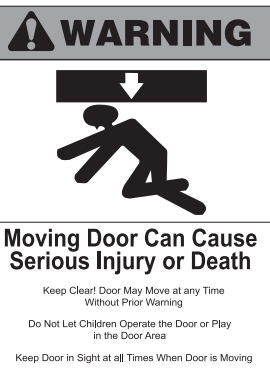 WARNING
Moving Door Can Cause
Serious Injury or Death
Keep Clear! Door May Move at any Time
Without Prior Warning
Do Not Let Children Operate the Door or Play
in the Door Area
Keep Door in Sight at all Times When Door is Moving